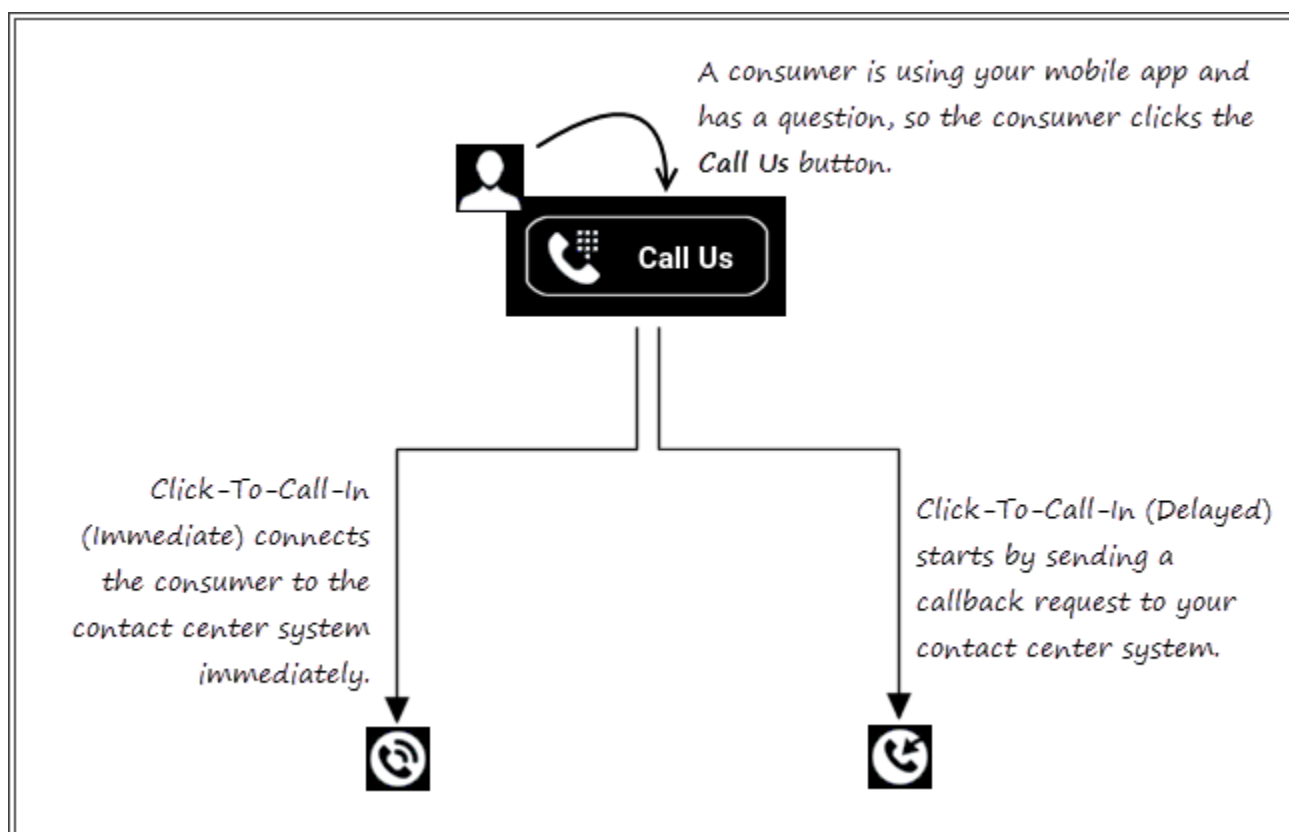 A consumer is using your mobile app and
has a question, so the consumer clicks the
Call Us button.
Call Us
Click-To-Call-In
(Immediate) connects
the consumer to the
contact center system
immediately.
Click-To-Call-In (Delayed)
starts by sending a
callback request to your
contact center system.